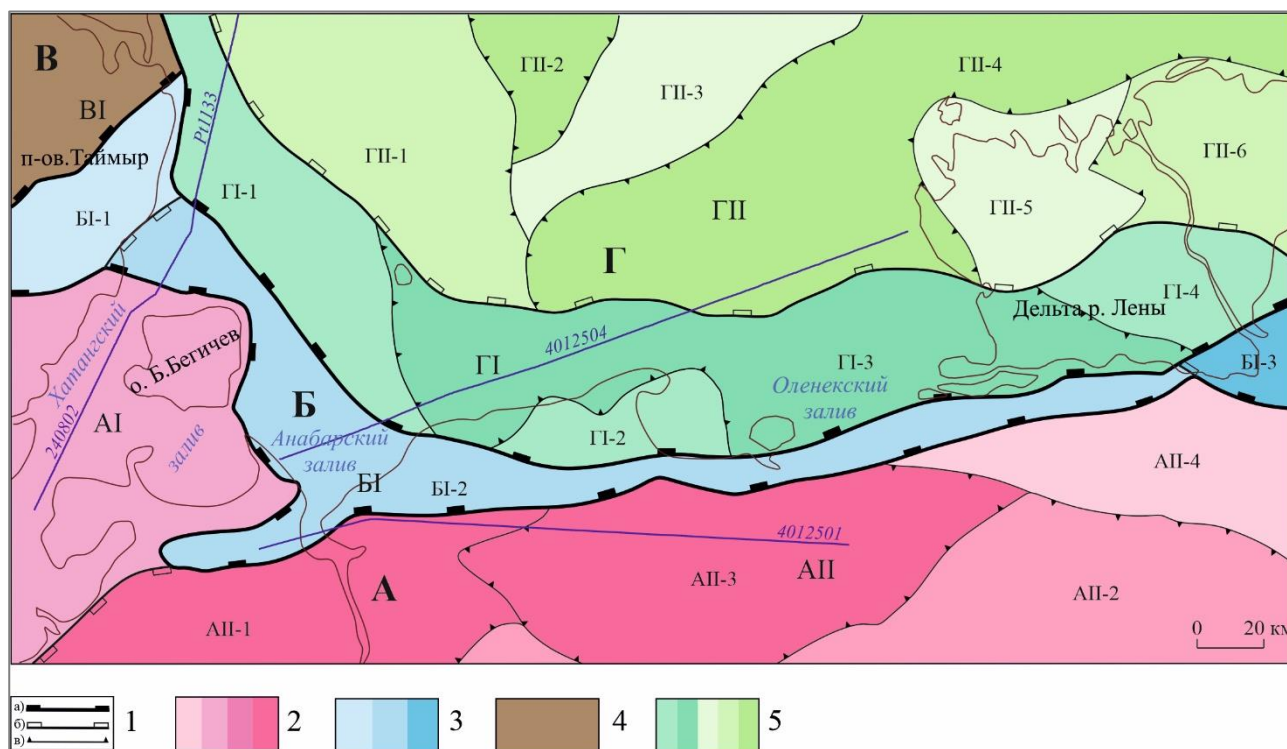 В
ВI
п-ов.Таймыр
БI-1
Pt1133
ГI-1
ГII-1
ГII-2
ГII-3
ГII-4
ГII
Г
ГII-5
ГII-6
ГI-4
Дельта р. Лены
БI-3
Хатангский
залив
о. Б.Бегичев
240802
АI
Б
Анабарский
залив
БI
БI-2
4012504
ГI
ГI-2
ГI-3
Оленекский
залив
4012501
А
АII-1
АII-3
АII
АII-4
АII-2
0 20 км
а)
б)
в)
1
2
3
4
5